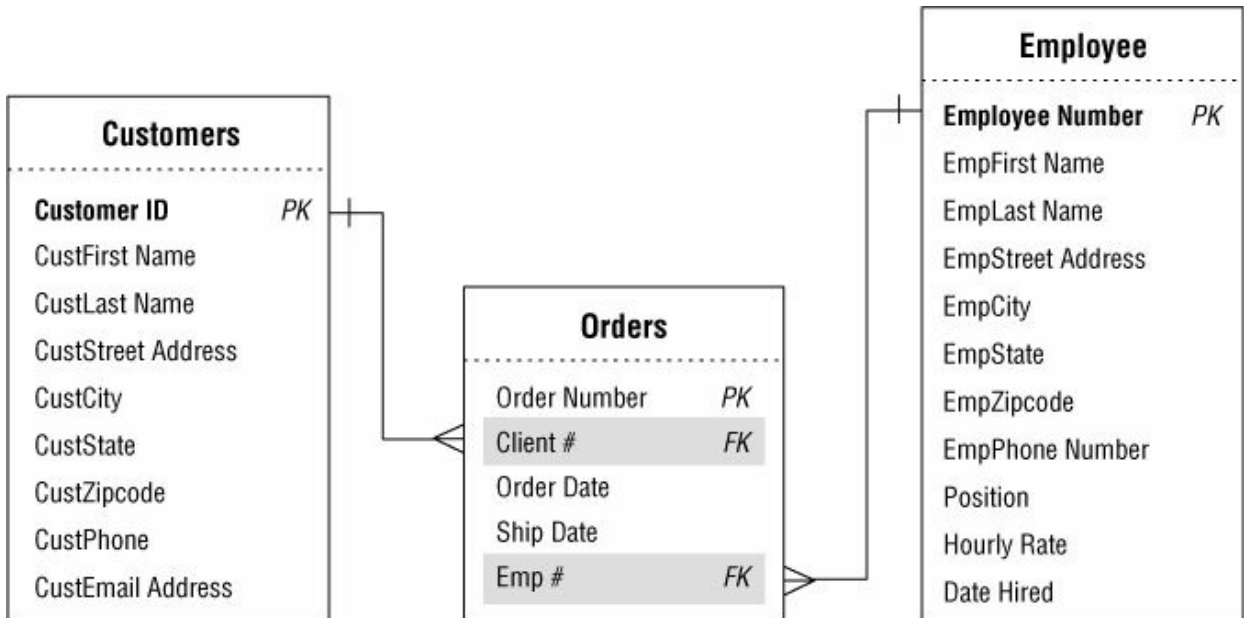 Customers
Customer ID PK
CustFirst Name
CustLast Name
CustStreet Address
CustCity
CustState
CustZipcode
CustPhone
CustEmail Address
Orders
Order Number PK
Client # FK
Order Date
Ship Date
Emp # FK
Employee
Employee Number PK
EmpFirst Name
EmpLast Name
EmpStreet Address
EmpCity
EmpState
EmpZipcode
EmpPhone Number
Position
Hourly Rate
Date Hired